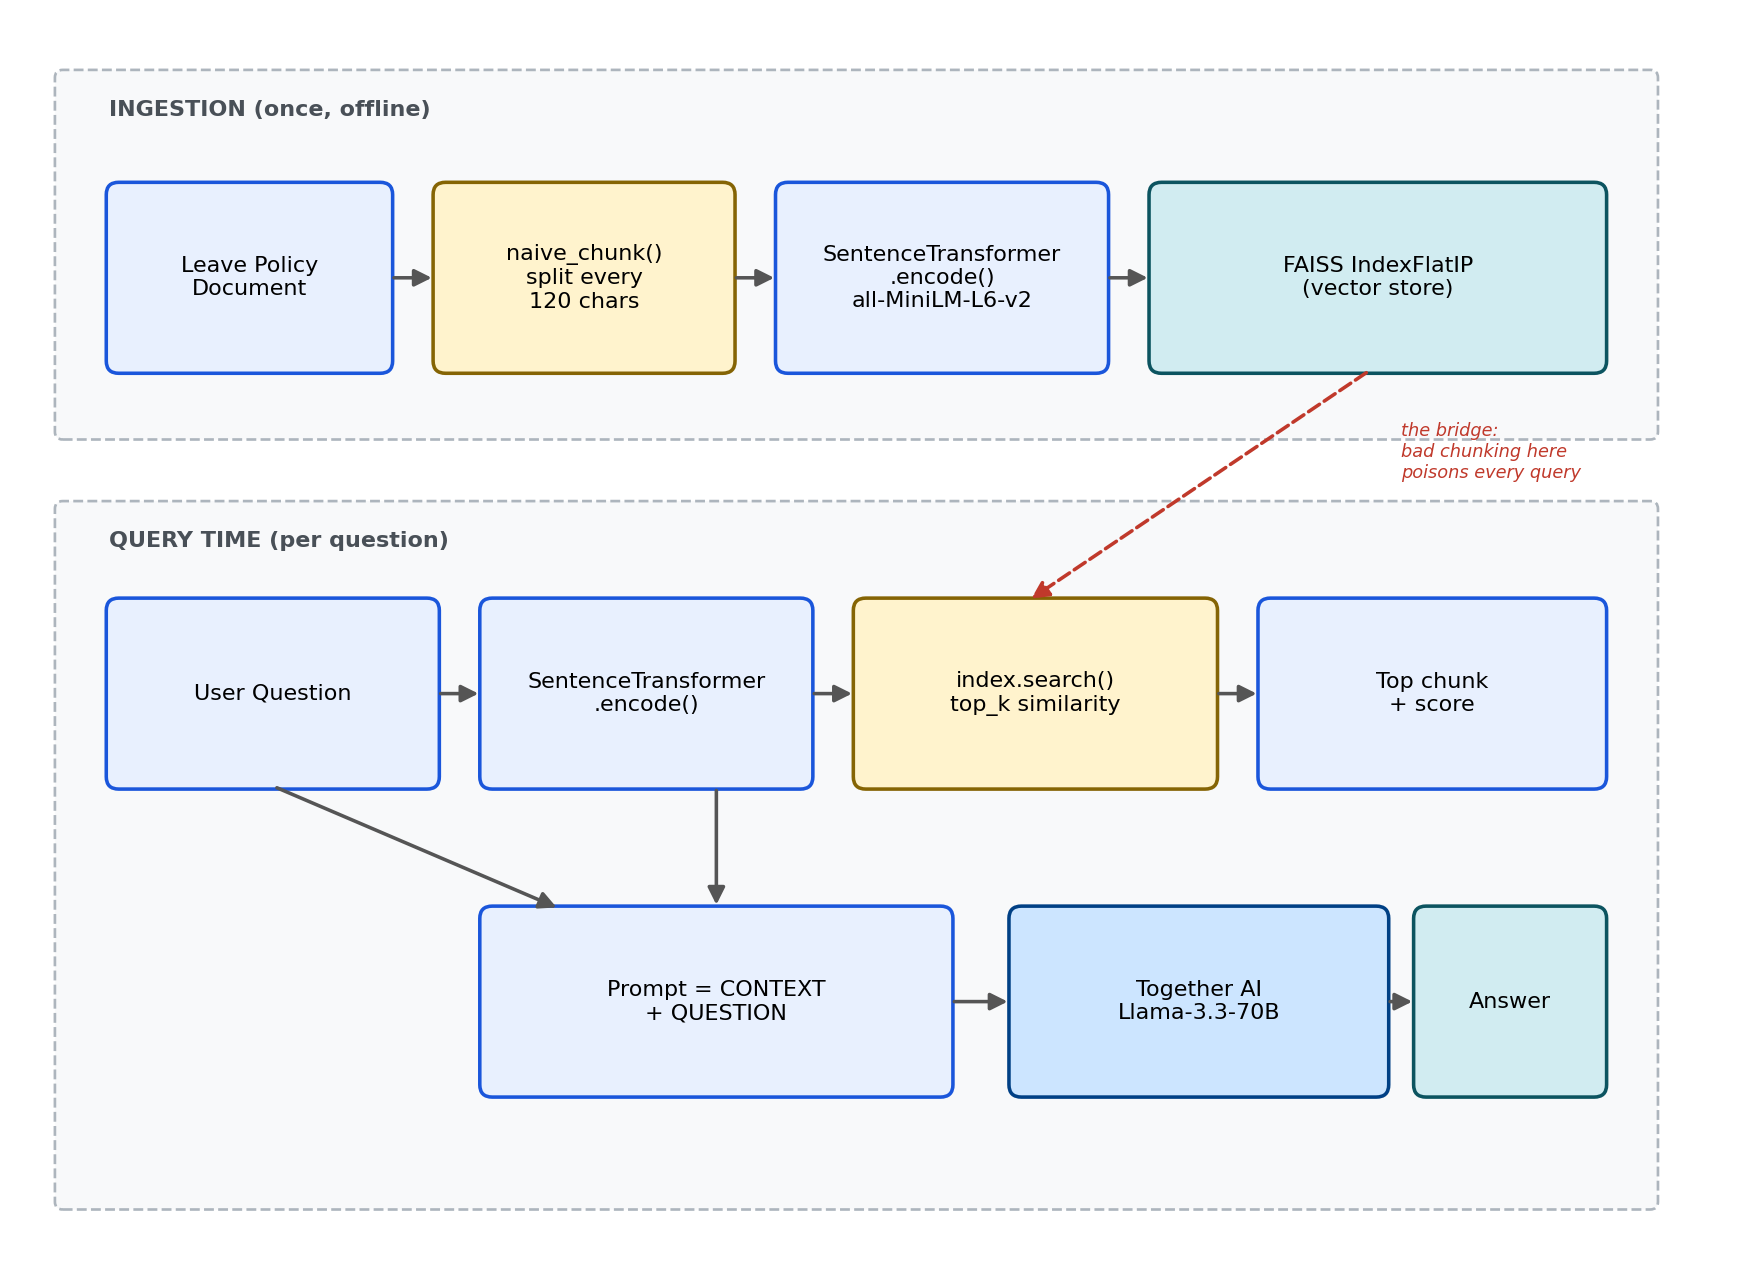 INGESTION (once, offline)
Leave Policy
Document
naive_chunk()
split every
120 chars
SentenceTransformer
.encode()
all-MiniLM-L6-v2
FAISS IndexFlatIP
(vector store)
the bridge:
bad chunking here
poisons every query
QUERY TIME (per question)
User Question
SentenceTransformer
.encode()
index.search()
top_k similarity
Top chunk
+ score
Prompt = CONTEXT
+ QUESTION
Together AI
Llama-3.3-70B
Answer